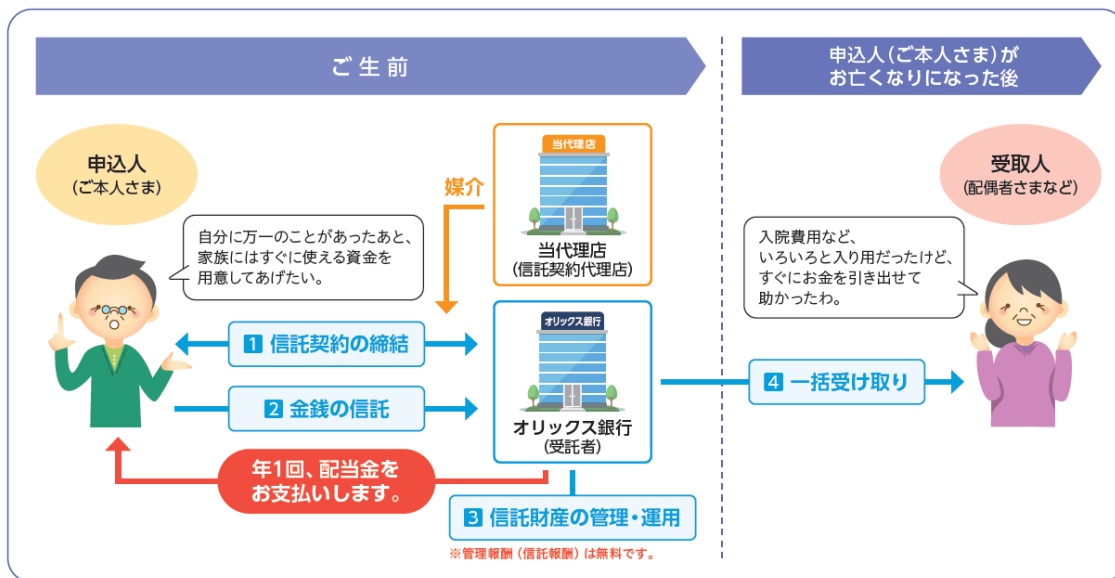 ご生前
申込人(ご本人さま)が
お亡くなりになった後
申込人
(ご本人さま)
自分に万一のことがあったあと、
家族にはすぐに使える資金を
用意してあげたい。
媒介
当代理店
当代理店
(信託契約代理店)
1 信託契約の締結
2 金銭の信託
オリックス銀行
オリックス銀行
(受託者)
年1回、配当金を
お支払いします。
3 信託財産の管理・運用
※管理報酬(信託報酬)は無料です。
受取人
(配偶者さまなど)
入院費用など、
いろいろと入り用だったけど、
すぐにお金を引き出せて
助かったわ。
4 一括受け取り